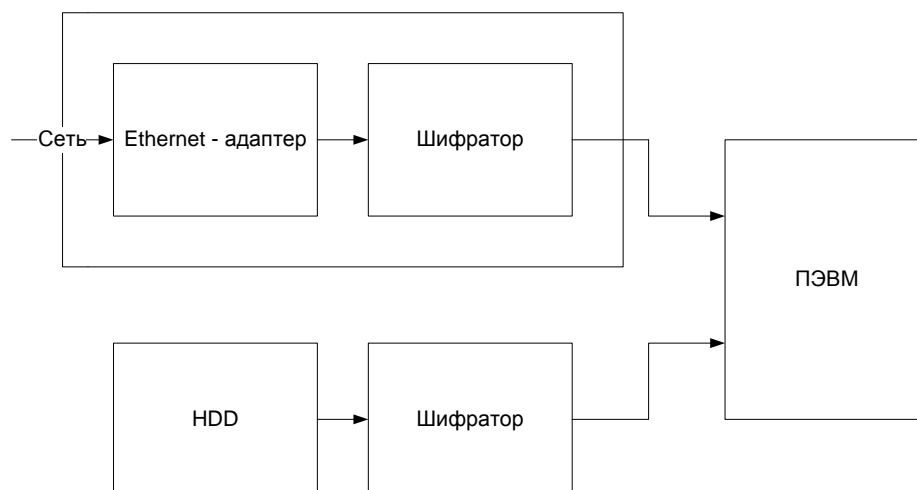 Сеть
Ethernet - адаптер
Шифратор
ПЭВМ
HDD
Шифратор